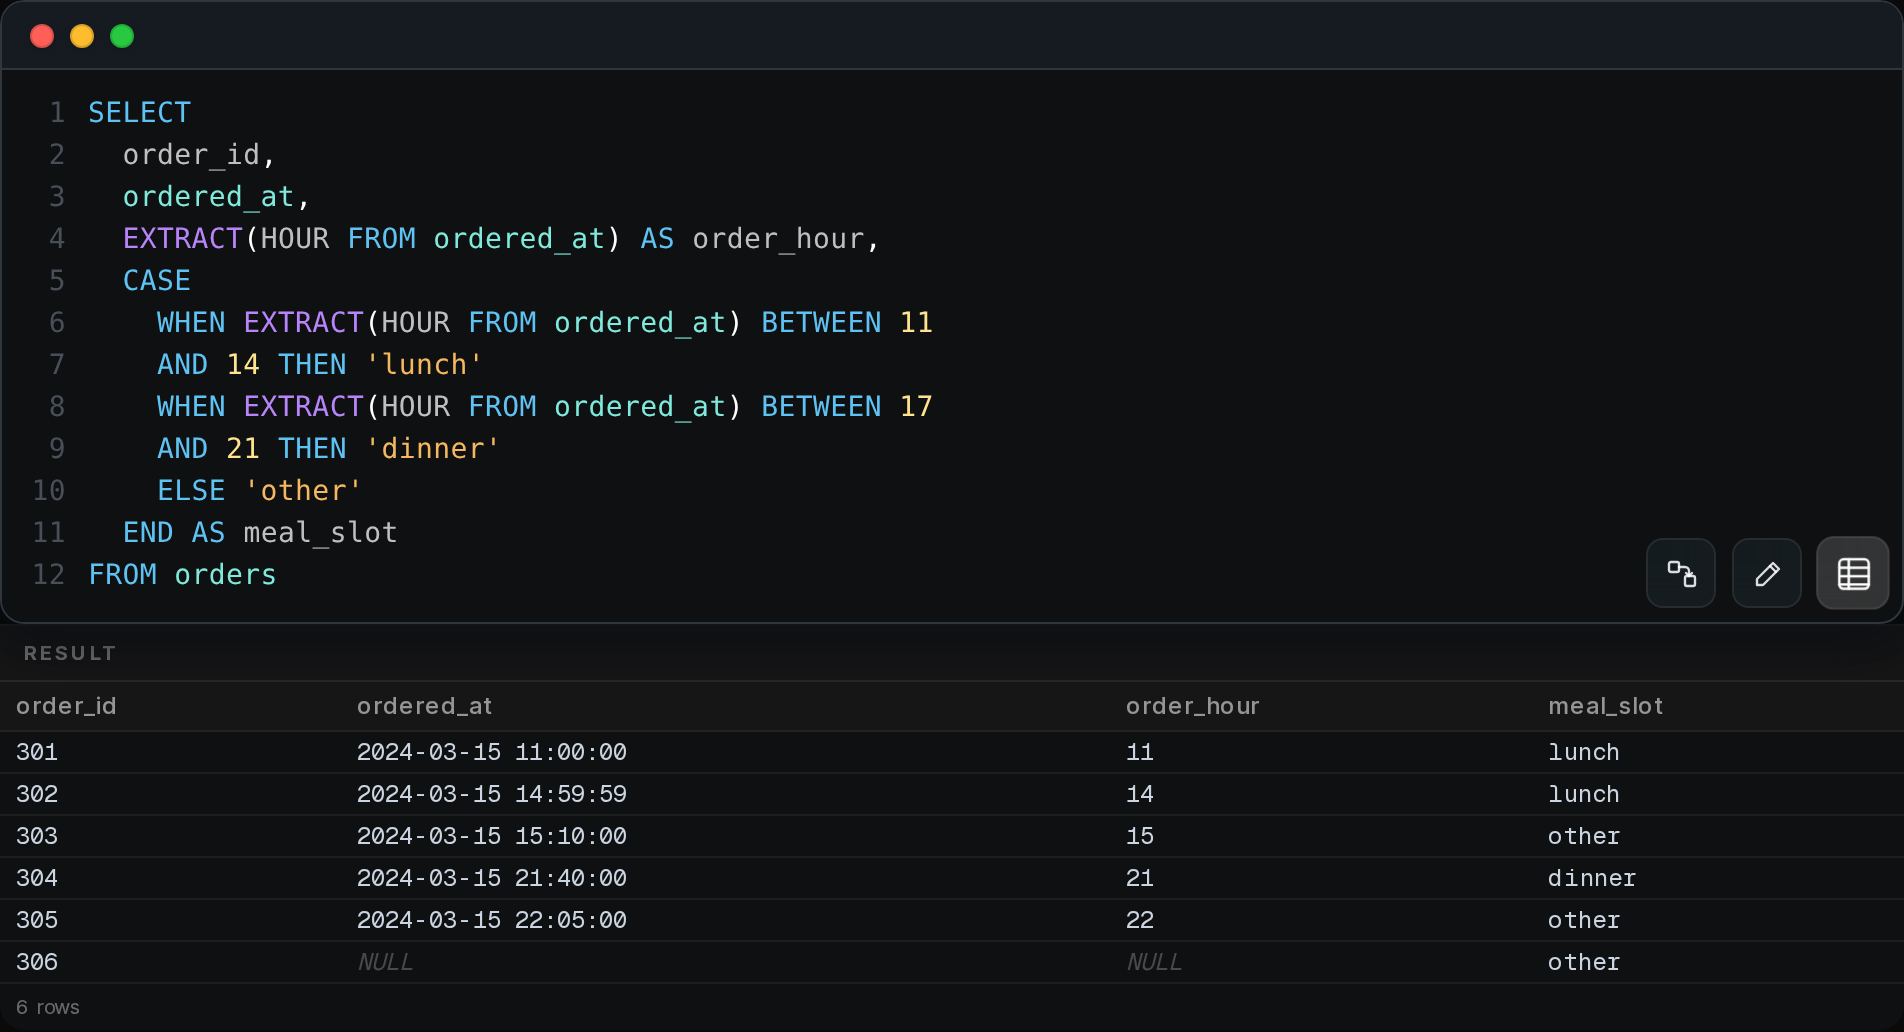 1 SELECT
2 order_id,
3 ordered_at,
4 EXTRACT(HOUR FROM ordered_at) AS order_hour,
5 CASE
6 WHEN EXTRACT(HOUR FROM ordered_at) BETWEEN 11
7 AND 14 THEN 'lunch'
8 WHEN EXTRACT(HOUR FROM ordered_at) BETWEEN 17
9 AND 21 THEN 'dinner'
10 ELSE 'other'
11 END AS meal_slot
12 FROM orders
RESULT
order_id ordered_at order_hour meal_slot
301 2024-03-15 11:00:00 11 lunch
302 2024-03-15 14:59:59 14 lunch
303 2024-03-15 15:10:00 15 other
304 2024-03-15 21:40:00 21 dinner
305 2024-03-15 22:05:00 22 other
306 NULL NULL other
6 rows